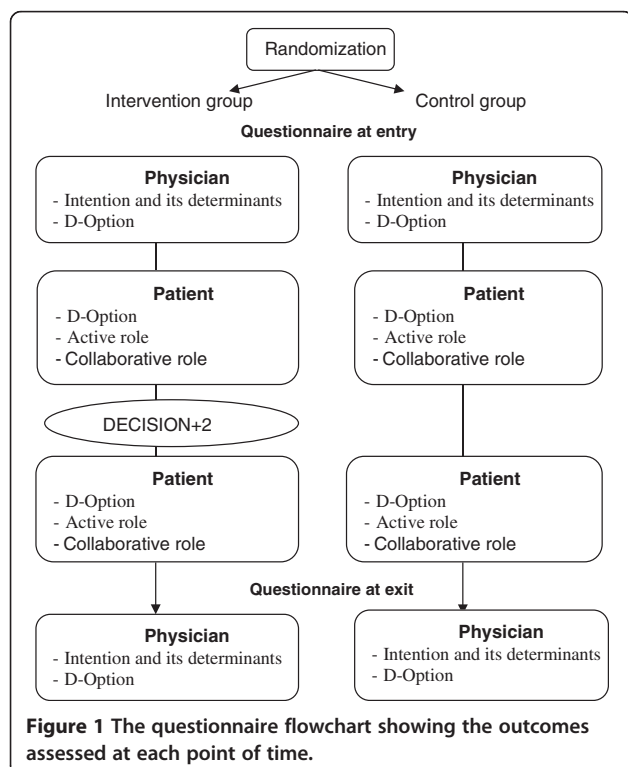 Randomization
Intervention group
Control group
Questionnaire at entry
Physician
- Intention and its determinants
- D-Option
Physician
- Intention and its determinants
- D-Option
Patient
- D-Option
- Active role
- Collaborative role
Patient
- D-Option
- Active role
- Collaborative role
DECISION+2
Patient
- D-Option
- Active role
- Collaborative role
Patient
- D-Option
- Active role
- Collaborative role
Questionnaire at exit
Physician
- Intention and its determinants
- D-Option
Physician
- Intention and its determinants
- D-Option
Figure 1 The questionnaire flowchart showing the outcomes
assessed at each point of time.